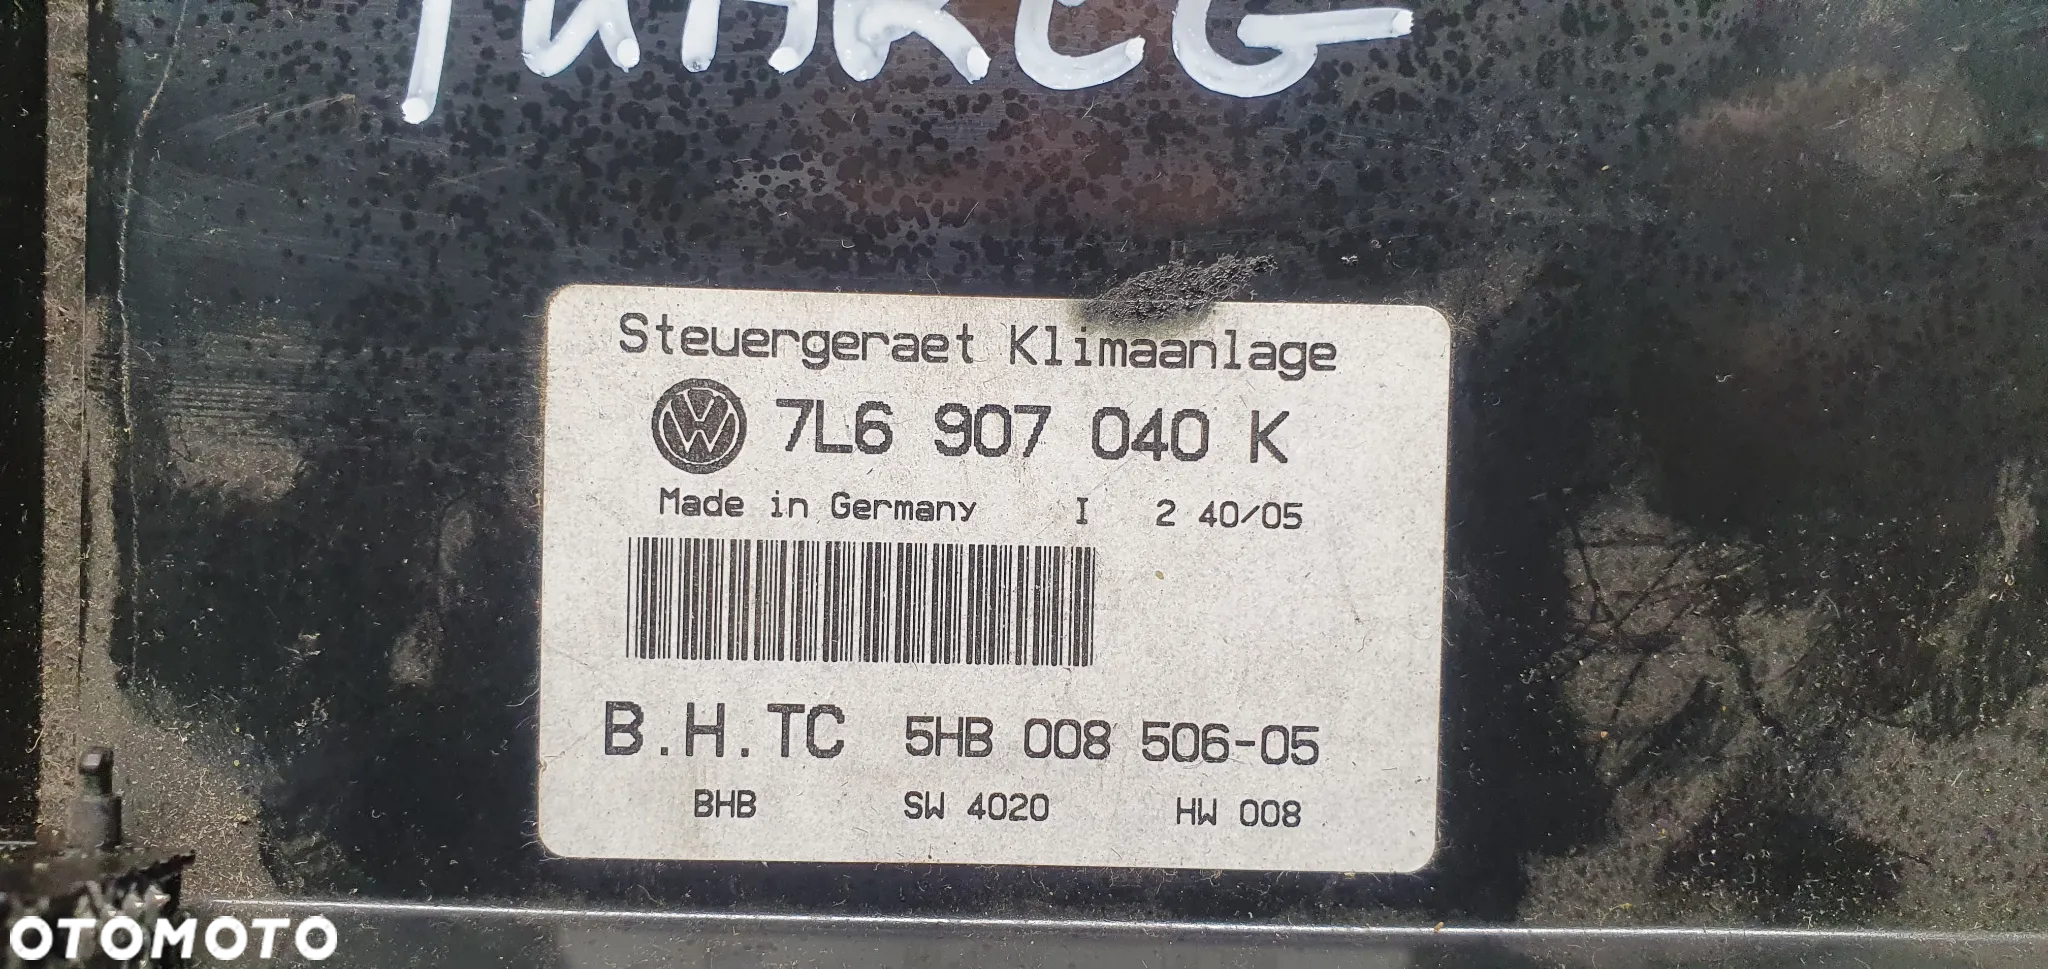 TUAREG
Steuergeraet Klimaanlage
7L6 907 040 K
Made in Germany I 2 40/05
B.H.TC 5HB 008 506-05
BHB SW 4020 HW 008
OTOMOTO